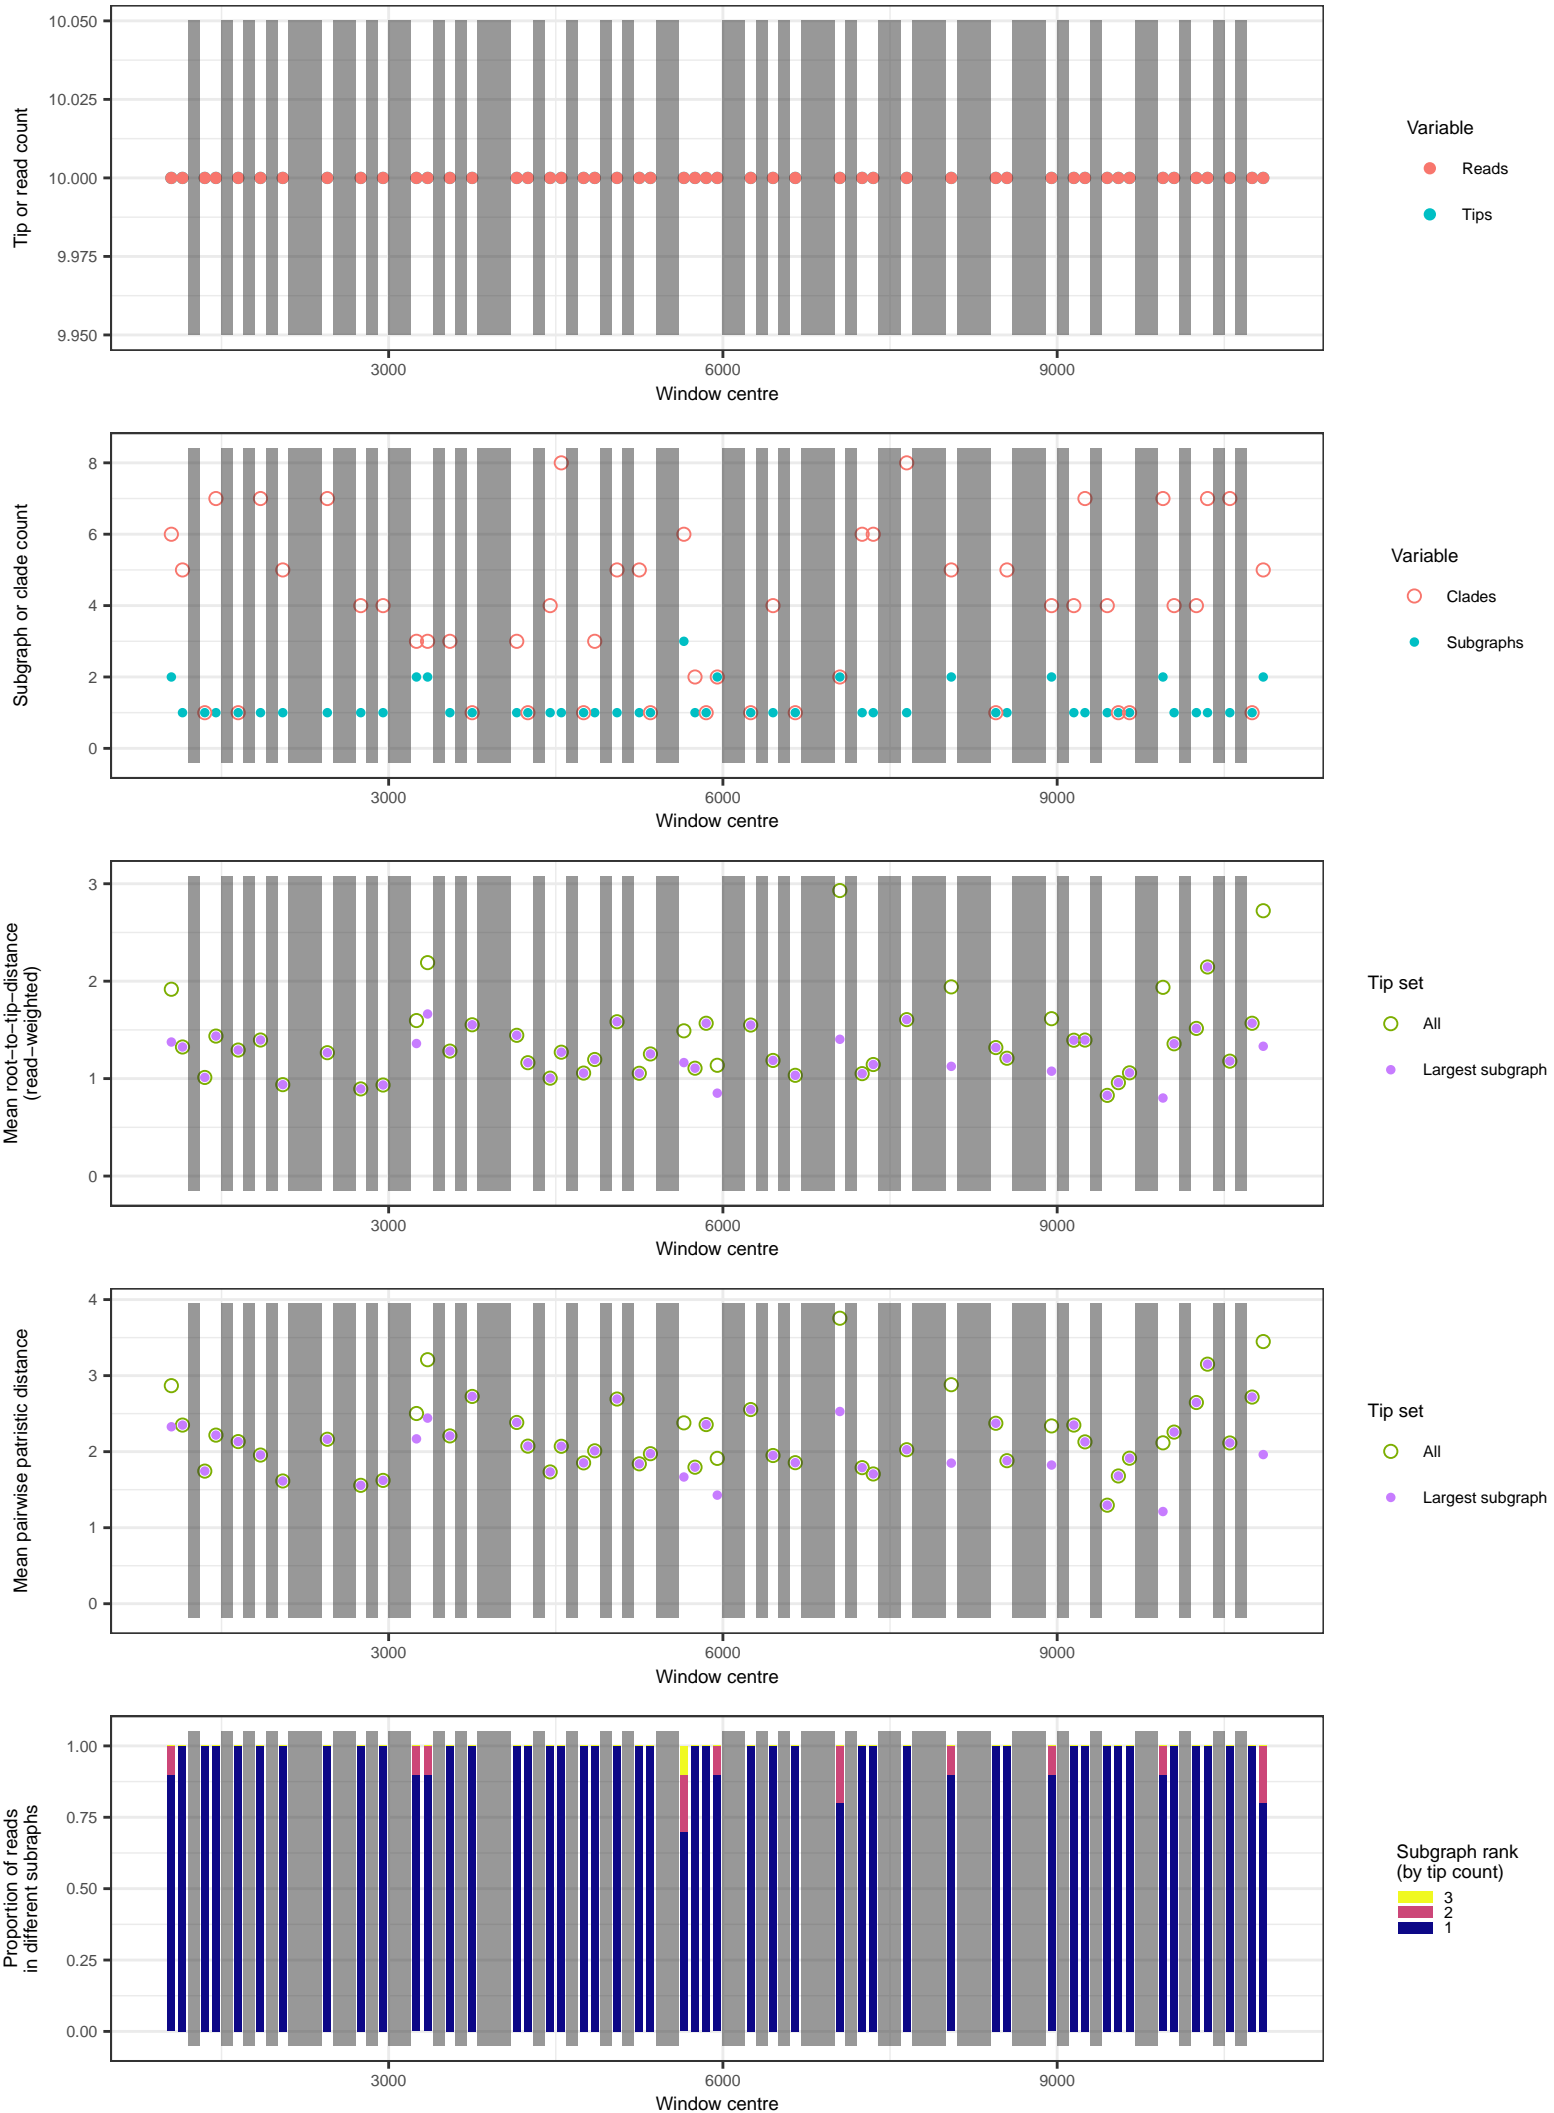 10.050
10.025
10.000
9.975
9.950
Tip or read count
3000
6000
9000
Window centre
Variable
Reads
Tips
8
6
4
2
0
Subgraph or clade count
3000
6000
9000
Window centre
Variable
Clades
Subgraphs
3
2
1
0
Mean root−to−tip−distance
(read−weighted)
3000
6000
9000
Window centre
Tip set
All
Largest subgraph
4
3
2
1
0
Mean pairwise patristic distance
3000
6000
9000
Window centre
Tip set
All
Largest subgraph
1.00
0.75
0.50
0.25
0.00
Proportion of reads
in different subraphs
3000
6000
9000
Window centre
Subgraph rank
(by tip count)
3
2
1